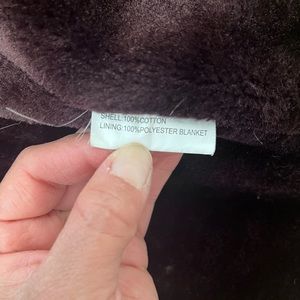 SHELL:100%COTTON
LINING:100%POLYESTER BLANKET